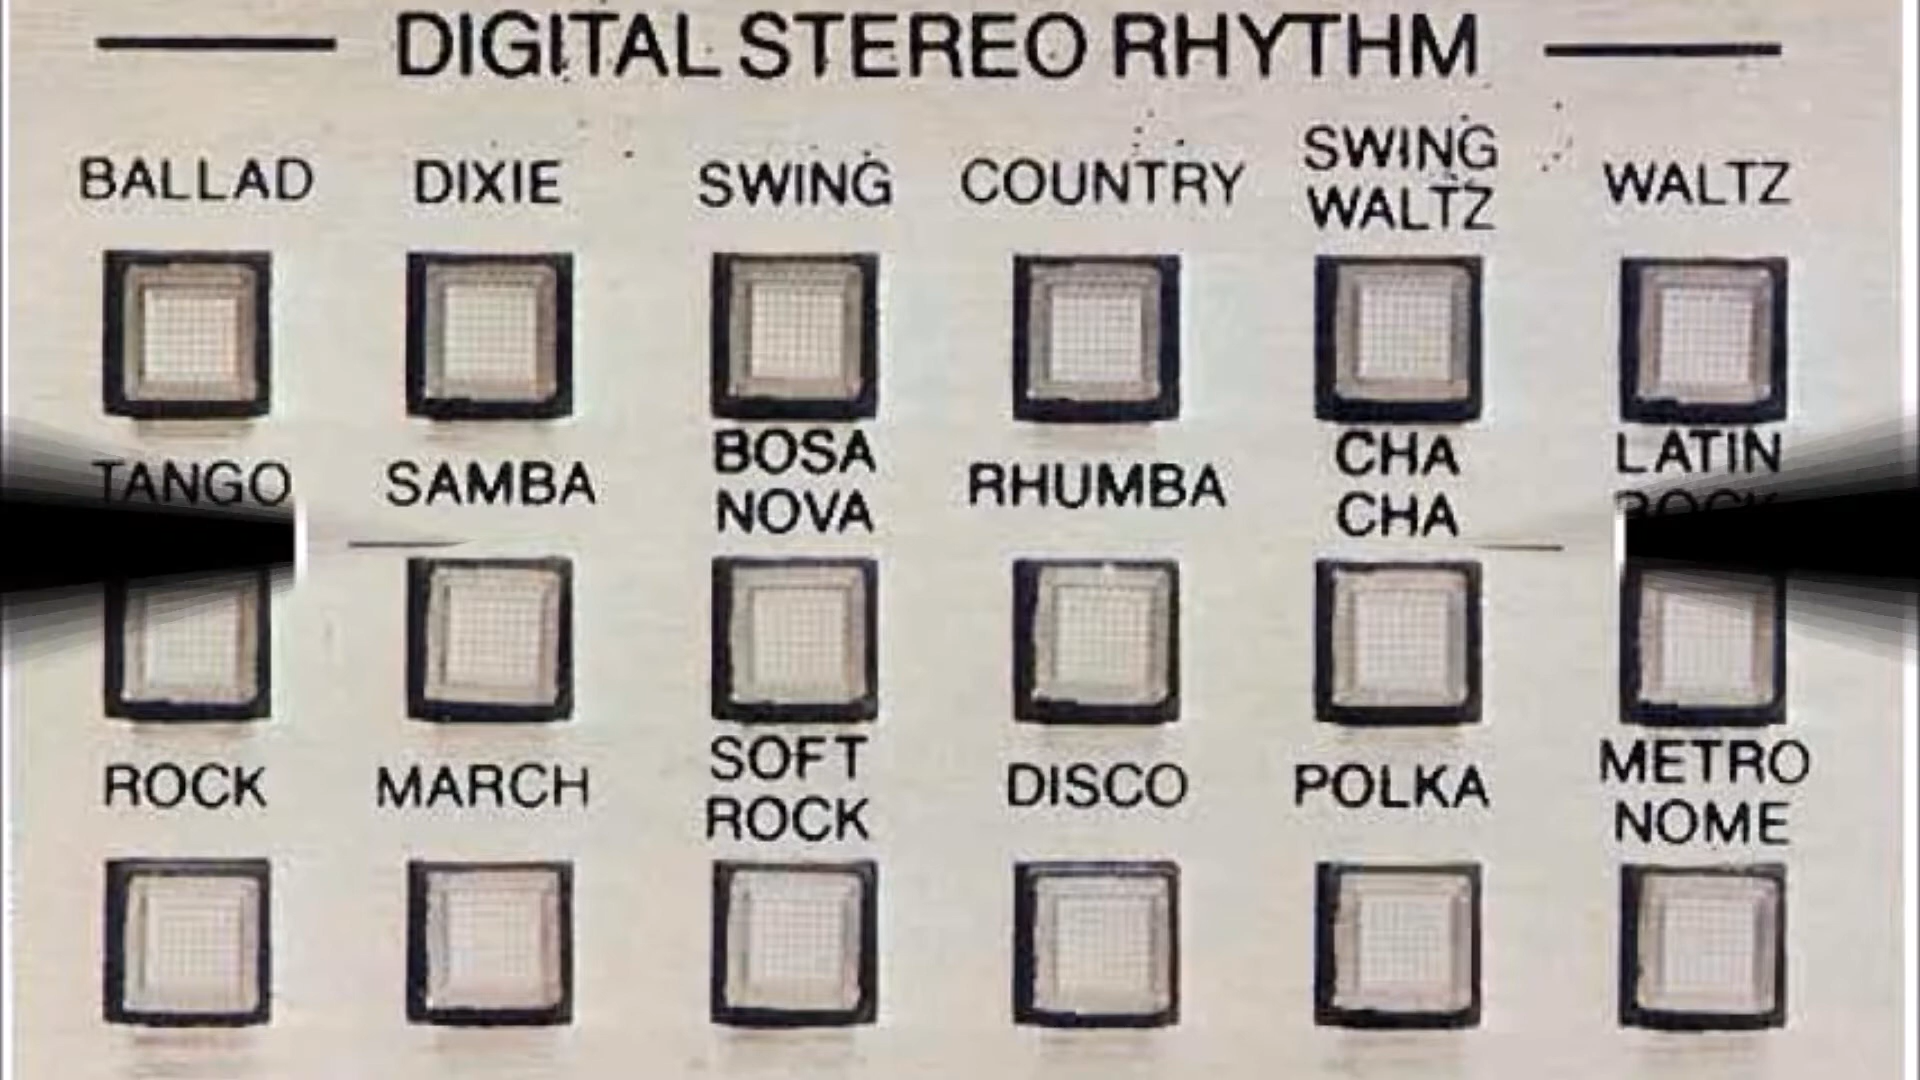 DIGITAL STEREO RHYTHM
BALLAD
DIXIE
SWING
COUNTRY
SWING
WALTZ
WALTZ
TANGO
SAMBA
BOSA
NOVA
RHUMBA
CHA
CHA
LATIN
ROCK
ROCK
MARCH
SOFT
ROCK
DISCO
POLKA
METRO
NOME